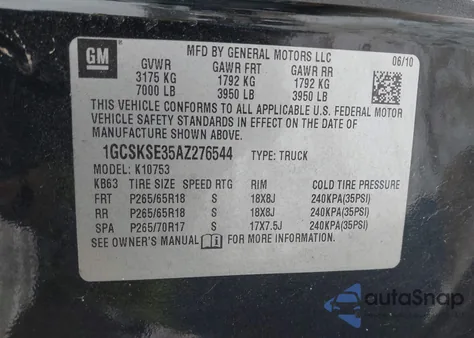 GM
MFD BY GENERAL MOTORS LLC 06/10
GVWR GAWR FRT GAWR RR
3175 KG 1792 KG 1792 KG
7000 LB 3950 LB 3950 LB
THIS VEHICLE CONFORMS TO ALL APPLICABLE U.S. FEDERAL MOTOR
VEHICLE SAFETY STANDARDS IN EFFECT ON THE DATE OF
MANUFACTURE SHOWN ABOVE.
1GCSKSE35AZ276544 TYPE: TRUCK
MODEL: K10753
KB63 TIRE SIZE SPEED RTG RIM COLD TIRE PRESSURE
FRT P265/65R18 S 18X8J 240KPA(35PSI)
RR P265/65R18 S 18X8J 240KPA(35PSI)
SPA P265/70R17 S 17X7.5J 240KPA(35PSI)
SEE OWNER'S MANUAL FOR MORE INFORMATION.
autoSnap